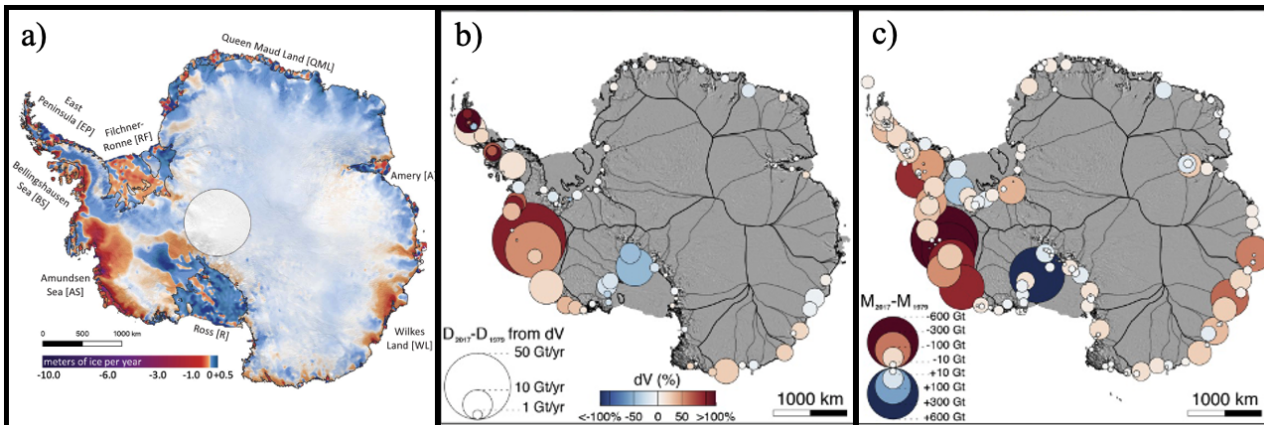 a)
Queen Maud Land [QML]
East
Peninsula [EP]
Filchner-
Ronne [RF]
Bellingshausen
Sea [BS]
Amery [A
Amundsen
Sea [AS]
Ross [R]
Wilkes
Land [WL]
0 500 1000 km
meters of ice per year
-10.0 -6.0 -3.0 -1.0 0 +0.5
b)
D2017-D1979 from dV
50 Gt/yr
10 Gt/yr
1 Gt/yr
dV (%)
<-100% -50 0 50 >100%
1000 km
c)
M2017-M1979
-600 Gt
-300 Gt
-100 Gt
-10 Gt
+10 Gt
+100 Gt
+300 Gt
+600 Gt
1000 km